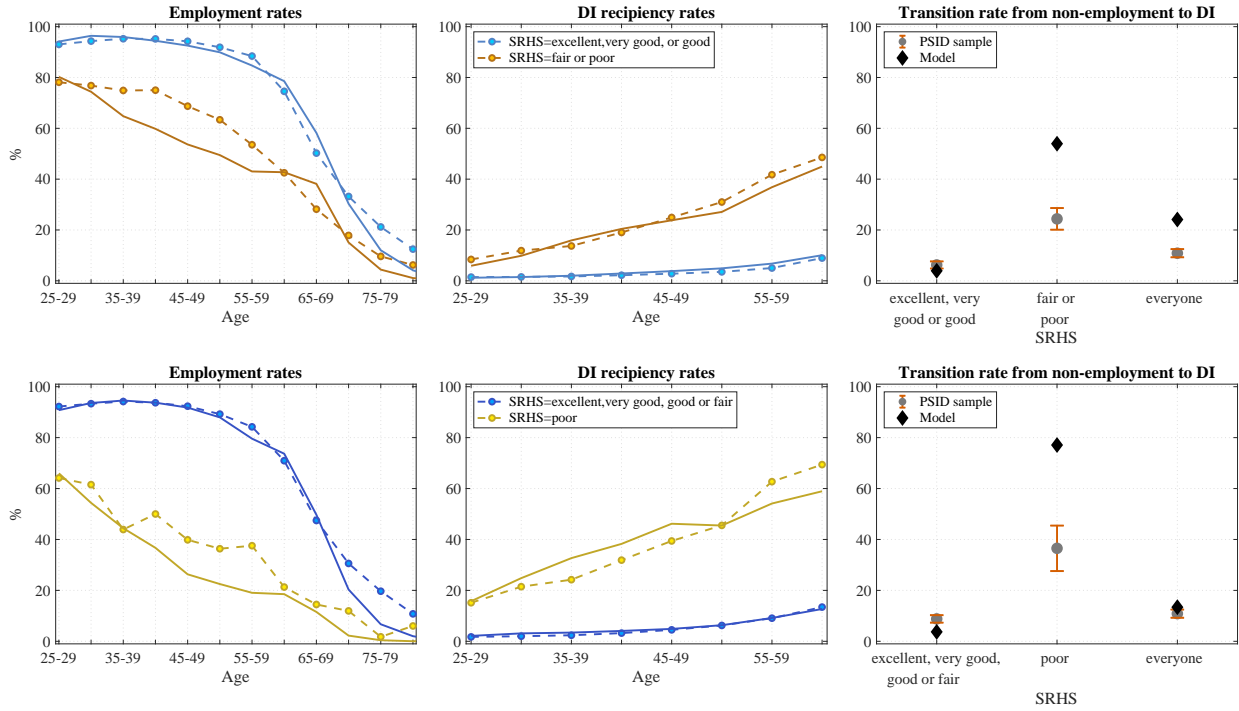 Employment rates
100
80
60
40
20
0
%
25-29
35-39
45-49
55-59
65-69
75-79
Age
DI recipiency rates
SRHS=excellent,very good, or good
SRHS=fair or poor
100
80
60
40
20
0
25-29
35-39
45-49
55-59
Age
Transition rate from non-employment to DI
PSID sample
Model
100
80
60
40
20
0
excellent, very
good or good
fair or
poor
everyone
SRHS
Employment rates
100
80
60
40
20
0
%
25-29
35-39
45-49
55-59
65-69
75-79
Age
DI recipiency rates
SRHS=excellent,very good, good or fair
SRHS=poor
100
80
60
40
20
0
25-29
35-39
45-49
55-59
Age
Transition rate from non-employment to DI
PSID sample
Model
100
80
60
40
20
0
excellent, very good,
good or fair
poor
everyone
SRHS